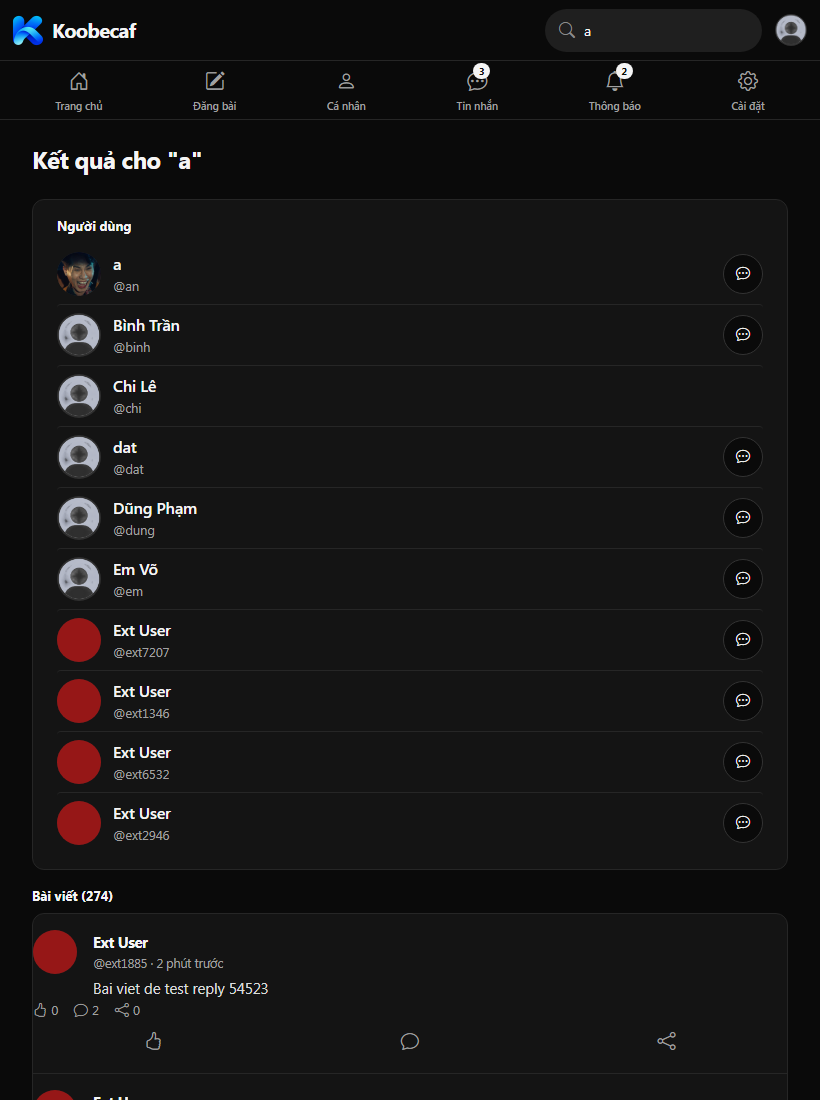 Koobecaf
a
Trang chủ
Đăng bài
Cá nhân
3
Tin nhắn
2
Thông báo
Cài đặt
Kết quả cho "a"
Người dùng
a
@an
Bình Trần
@binh
Chi Lê
@chi
dat
@dat
Dũng Phạm
@dung
Em Võ
@em
Ext User
@ext7207
Ext User
@ext1346
Ext User
@ext6532
Ext User
@ext2946
Bài viết (274)
Ext User
@ext1885 · 2 phút trước
Bai viet de test reply 54523
0 2 0